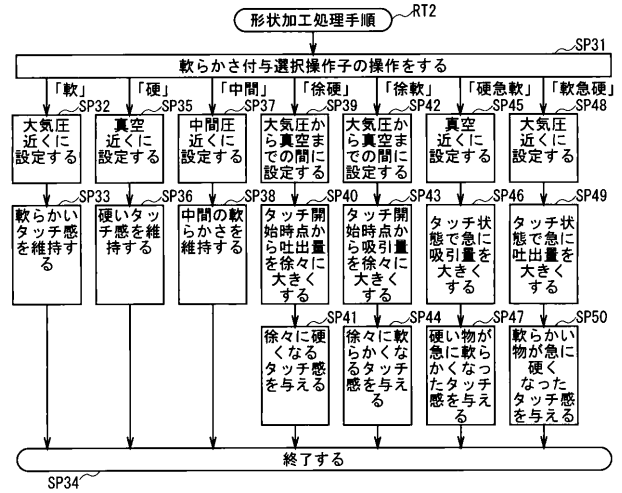 形状加工処理手順
RT2
SP31
軟らかさ付与選択操作子の操作をする
「軟」
「硬」
「中間」
「徐硬」
「徐軟」
「硬急軟」
「軟急硬」
SP32
SP35
SP37
SP39
SP42
SP45
SP48
大気圧
近くに
設定する
真空
近くに
設定する
中間圧
近くに
設定する
大気圧か
ら真空ま
での間に
設定する
大気圧か
ら真空ま
での間に
設定する
真空
近くに
設定する
大気圧
近くに
設定する
SP33
SP36
SP38
SP40
SP43
SP46
SP49
軟らかい
タッチ感
を維持す
る
硬いタッ
チ感を維
持する
中間の軟
らかさを
維持する
タッチ開
始時点か
ら吐出量
を徐々に
大きく
する
タッチ開
始時点か
ら吸引量
を徐々に
大きく
する
タッチ状
態で急に
吸引量を
大きく
する
タッチ状
態で急に
吐出量を
大きく
する
SP41
SP44
SP47
SP50
徐々に硬
くなる
タッチ感
を与える
徐々に軟
らかくな
るタッチ
感を与え
る
硬い物が
急に軟ら
かくなっ
たタッチ
感を与え
る
軟らかい
物が急に
硬く
なった
タッチ感
を与える
終了する
SP34